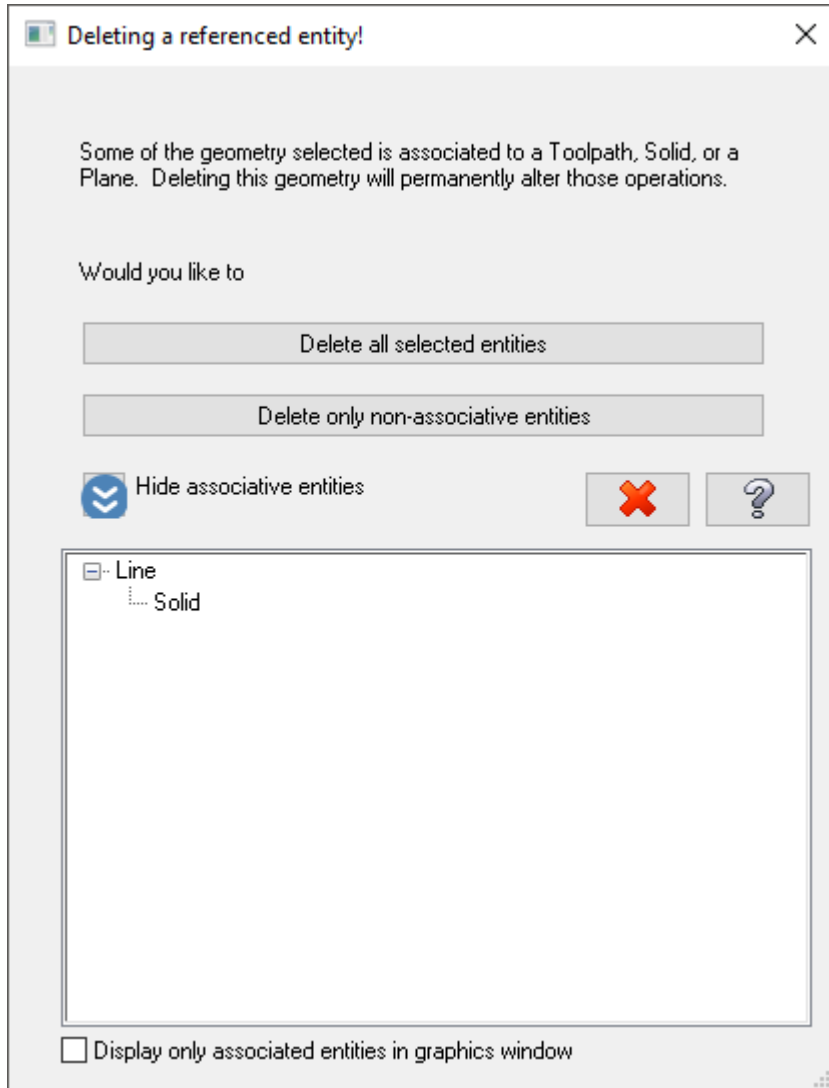 Deleting a referenced entity!
Some of the geometry selected is associated to a Toolpath, Solid, or a
Plane.  Deleting this geometry will permanently alter those operations.
Would you like to
Delete all selected entities
Delete only non-associative entities
Hide associative entities
Line
Solid
Display only associated entities in graphics window